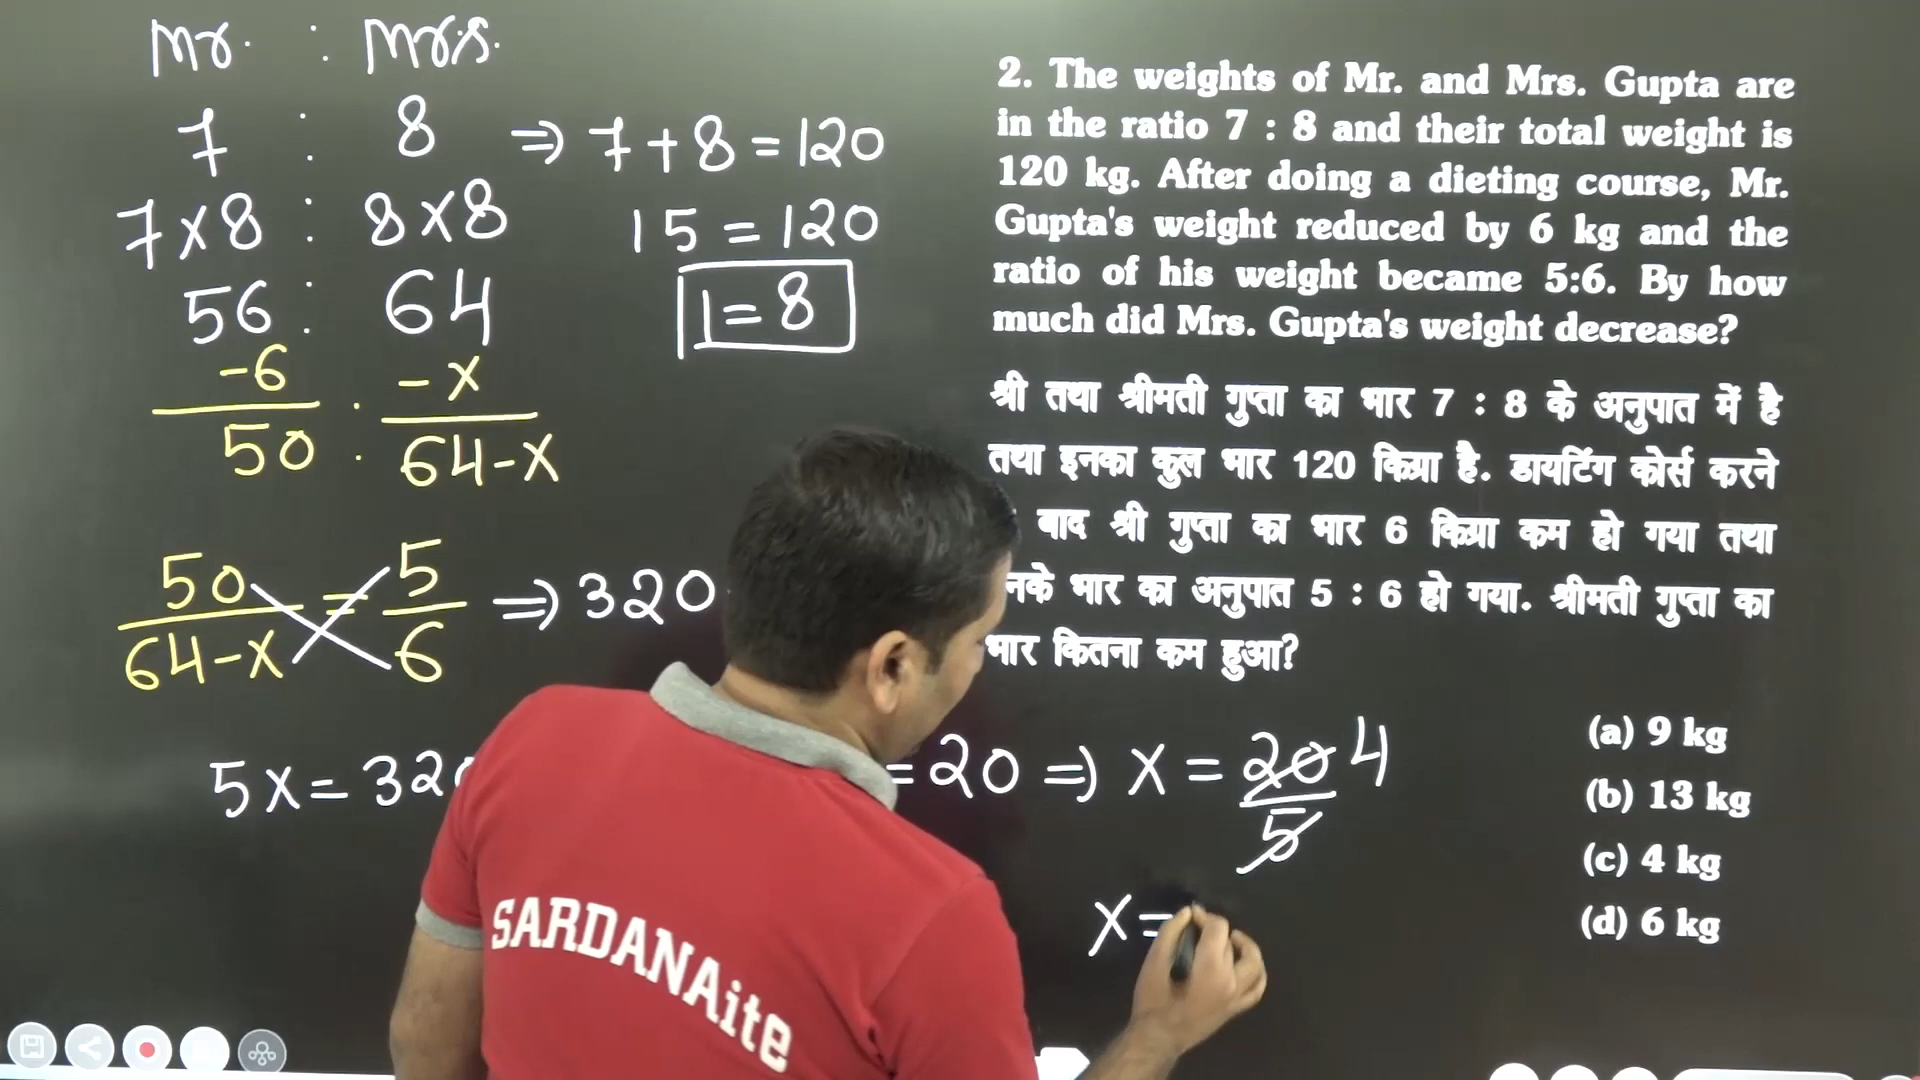 Mr. : Mrs.
7 : 8 ⇒ 7+8=120
7×8 : 8×8
15=120
56 : 64
1=8
-6 -x
50 : 64-x
50 = 5 ⇒ 320
64-x 6
5x=320
=20 ⇒ x = 20 4
5
x=
2. The weights of Mr. and Mrs. Gupta are
in the ratio 7 : 8 and their total weight is
120 kg. After doing a dieting course, Mr.
Gupta's weight reduced by 6 kg and the
ratio of his weight became 5:6. By how
much did Mrs. Gupta's weight decrease?
श्री तथा श्रीमती गुप्ता का भार 7 : 8 के अनुपात में है
तथा इनका कुल भार 120 किग्रा है. डायटिंग कोर्स करने
बाद श्री गुप्ता का भार 6 किग्रा कम हो गया तथा
नके भार का अनुपात 5 : 6 हो गया. श्रीमती गुप्ता का
भार कितना कम हुआ?
(a) 9 kg
(b) 13 kg
(c) 4 kg
(d) 6 kg
SARDANAite